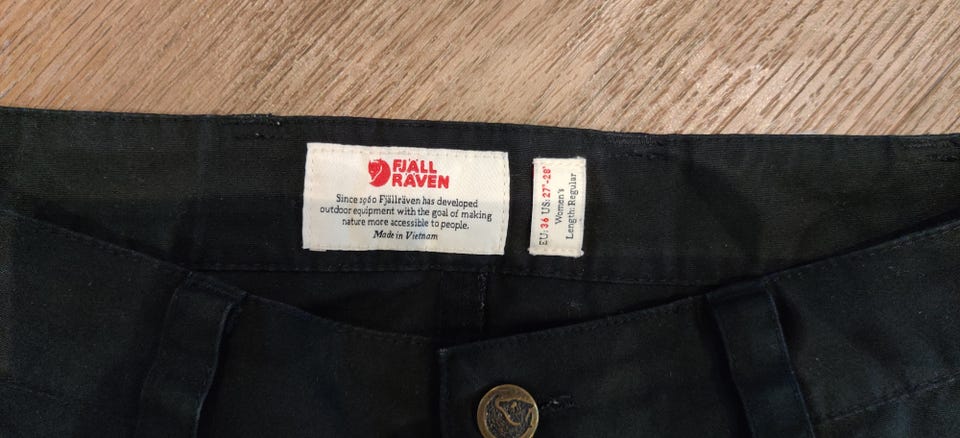 FJÄLL
RÄVEN
Since 1960 Fjällräven has developed
outdoor equipment with the goal of making
nature more accessible to people.
Made in Vietnam
EU: 36 US: 27"-28"
Women's
Length: Regular